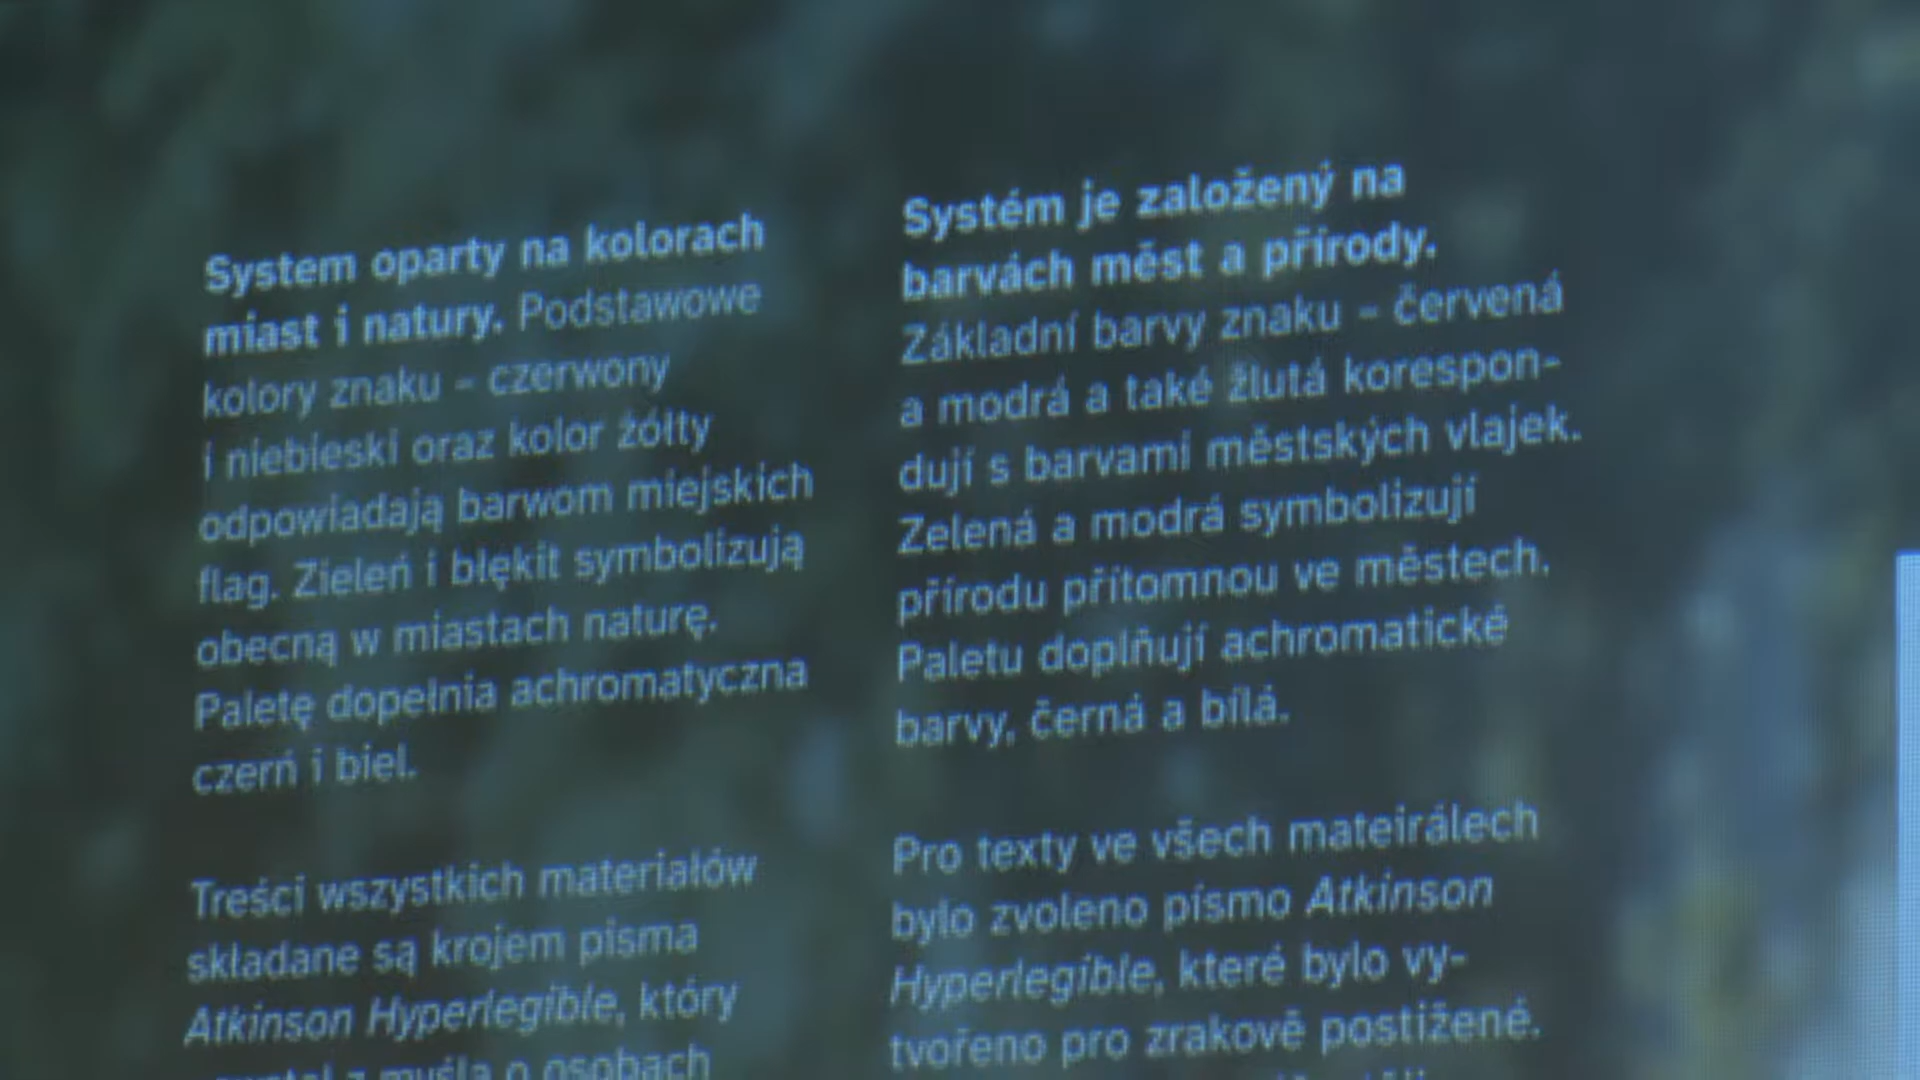 System oparty na kolorach
miast i natury. Podstawowe
kolory znaku – czerwony
i niebieski oraz kolor żółty
odpowiadają barwom miejskich
flag. Zieleń i błękit symbolizują
obecną w miastach naturę.
Paletę dopełnia achromatyczna
czerń i biel.
Treści wszystkich materiałów
składane są krojem pisma
Atkinson Hyperlegible, który
z myślą o osobach
Systém je založený na
barvách měst a přírody.
Základní barvy znaku – červená
a modrá a také žlutá korespon-
dují s barvami městských vlajek.
Zelená a modrá symbolizují
přírodu přítomnou ve městech.
Paletu doplňují achromatické
barvy, černá a bílá.
Pro texty ve všech mateirálech
bylo zvoleno písmo Atkinson
Hyperlegible, které bylo vy-
tvořeno pro zrakově postižené.